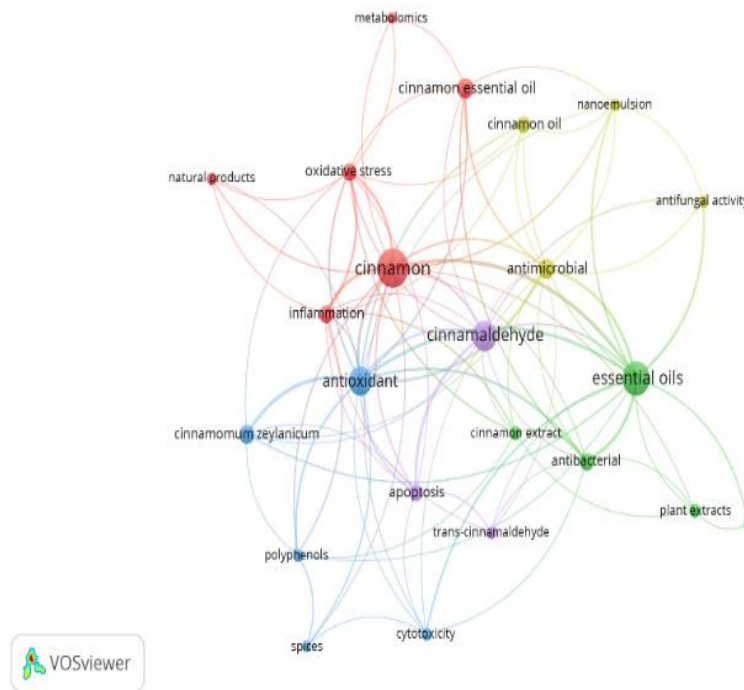 metabolomics
cinnamon essential oil
nanoemulsion
cinnamon oil
oxidative stress
natural products
antifungal activity
cinnamon
antimicrobial
inflammation
cinnamaldehyde
antioxidant
essential oils
cinnamomum zeylanicum
cinnamon extract
antibacterial
apoptosis
plant extracts
trans-cinnamaldehyde
polyphenols
cytotoxicity
spices
VOSviewer